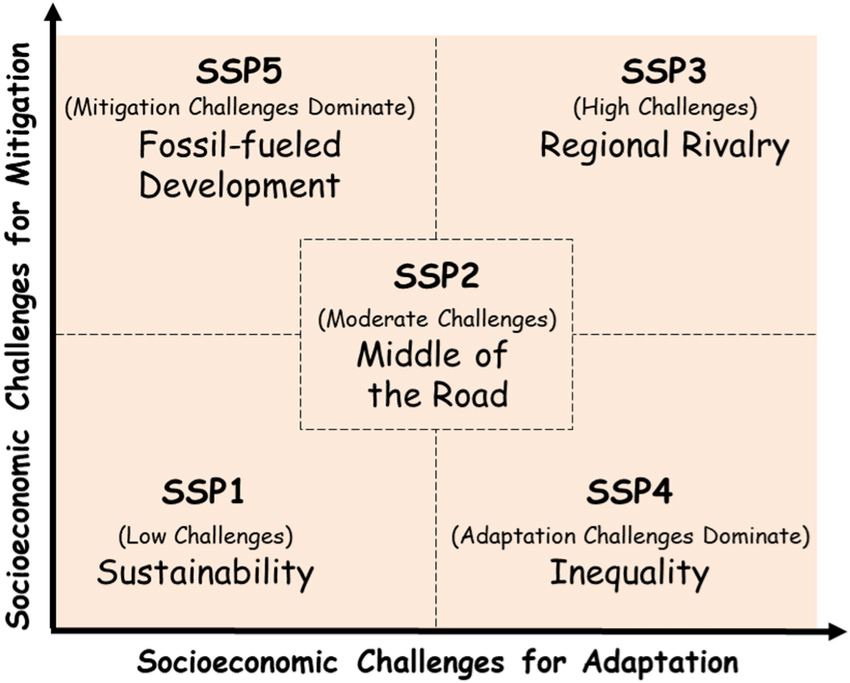 Socioeconomic Challenges for Mitigation
SSP5
(Mitigation Challenges Dominate)
Fossil-fueled
Development
SSP3
(High Challenges)
Regional Rivalry
SSP2
(Moderate Challenges)
Middle of
the Road
SSP1
(Low Challenges)
Sustainability
SSP4
(Adaptation Challenges Dominate)
Inequality
Socioeconomic Challenges for Adaptation